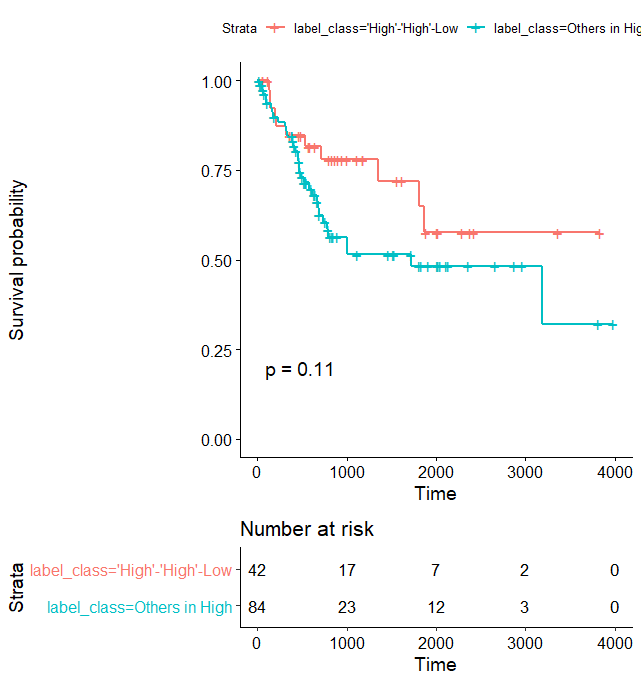 Strata label_class='High'-'High'-Low label_class=Others in Hig
1.00
0.75
0.50
0.25
0.00
Survival probability
p = 0.11
0 1000 2000 3000 4000
Time
Number at risk
Strata
label_class='High'-'High'-Low 42 17 7 2 0
label_class=Others in High 84 23 12 3 0
0 1000 2000 3000 4000
Time